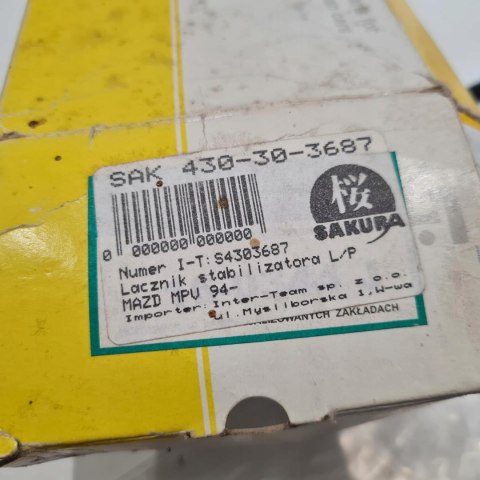 SAK 430-30-3687
桜
SAKURA
0 000000 000000
Numer I-T:S4303687
Lacznik stabilizatora L/P
MAZD MPV 94-
Importer:Inter-Team sp. z o.o.
ul.Mysliborska 1,W-wa
ZAKŁADACH